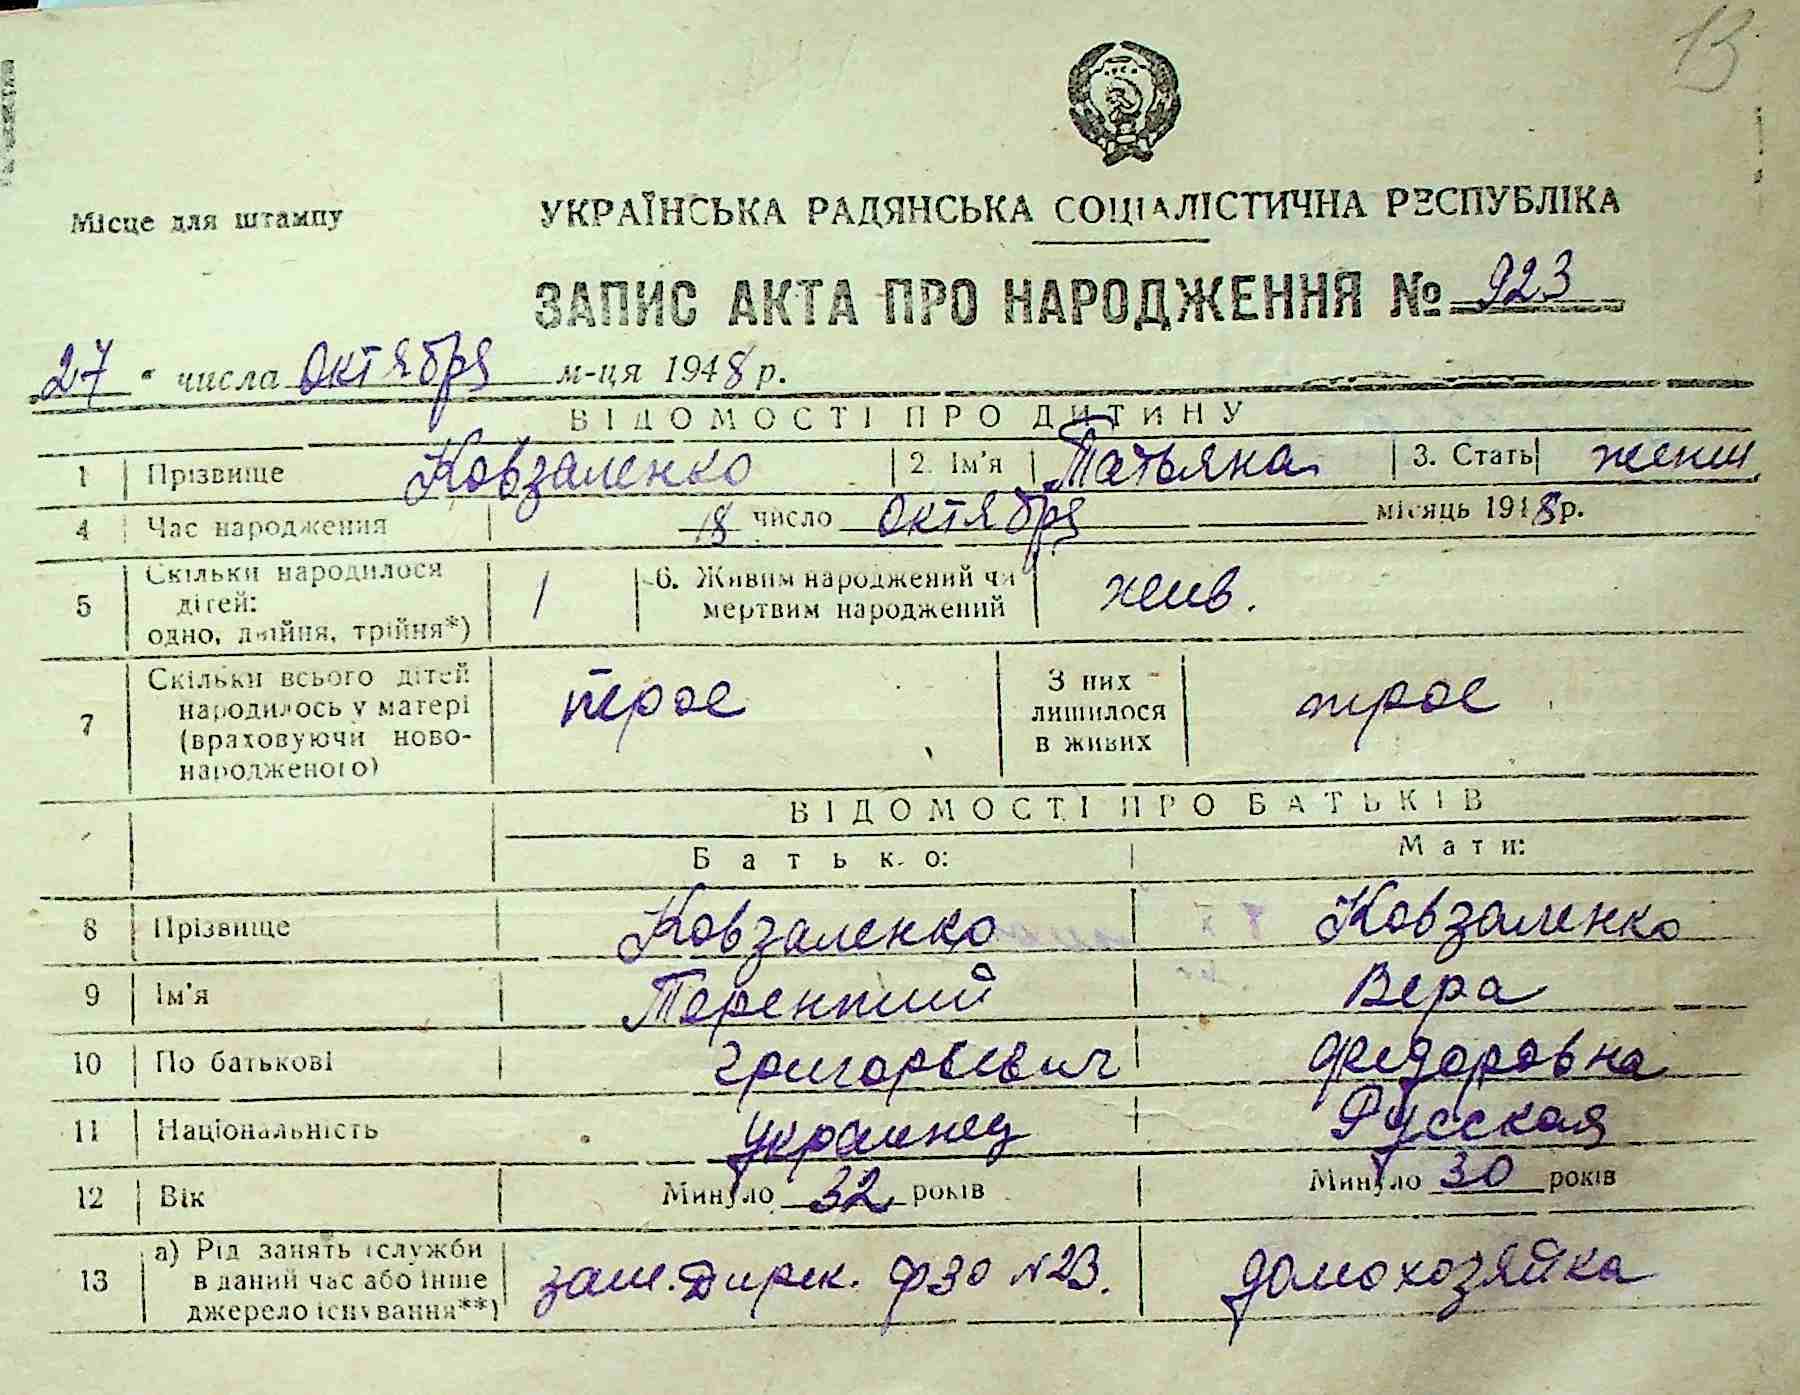 13
Місце для штампу
УКРАЇНСЬКА РАДЯНСЬКА СОЦІАЛІСТИЧНА РЕСПУБЛІКА
ЗАПИС АКТА ПРО НАРОДЖЕННЯ № 923
27 числа октября м-ця 1948 р.
ВІДОМОСТІ ПРО ДИТИНУ
1 Прізвище Ковзаленко 2. Ім'я Татьяна 3. Стать женш
4 Час народження 18 число октября місяць 1948 р.
5 Скільки народилося дітей: одно, двійня, трійня*) 1 6. Живим народжений чи мертвим народжений жив.
7 Скільки всього дітей народилось у матері (враховуючи ново-народженого) трое З них лишилося в живих трое
ВІДОМОСТІ ПРО БАТЬКІВ
Батько: Мати:
8 Прізвище Ковзаленко Ковзаленко
9 Ім'я Терентий Вера
10 По батькові Григорьевич Федоровна
11 Національність украинец Русская
12 Вік Минуло 32 років Минуло 30 років
13 а) Рід занять (служби в даний час або інше джерело існування**) зам. Дирек. ФЗО N23. домохозяйка